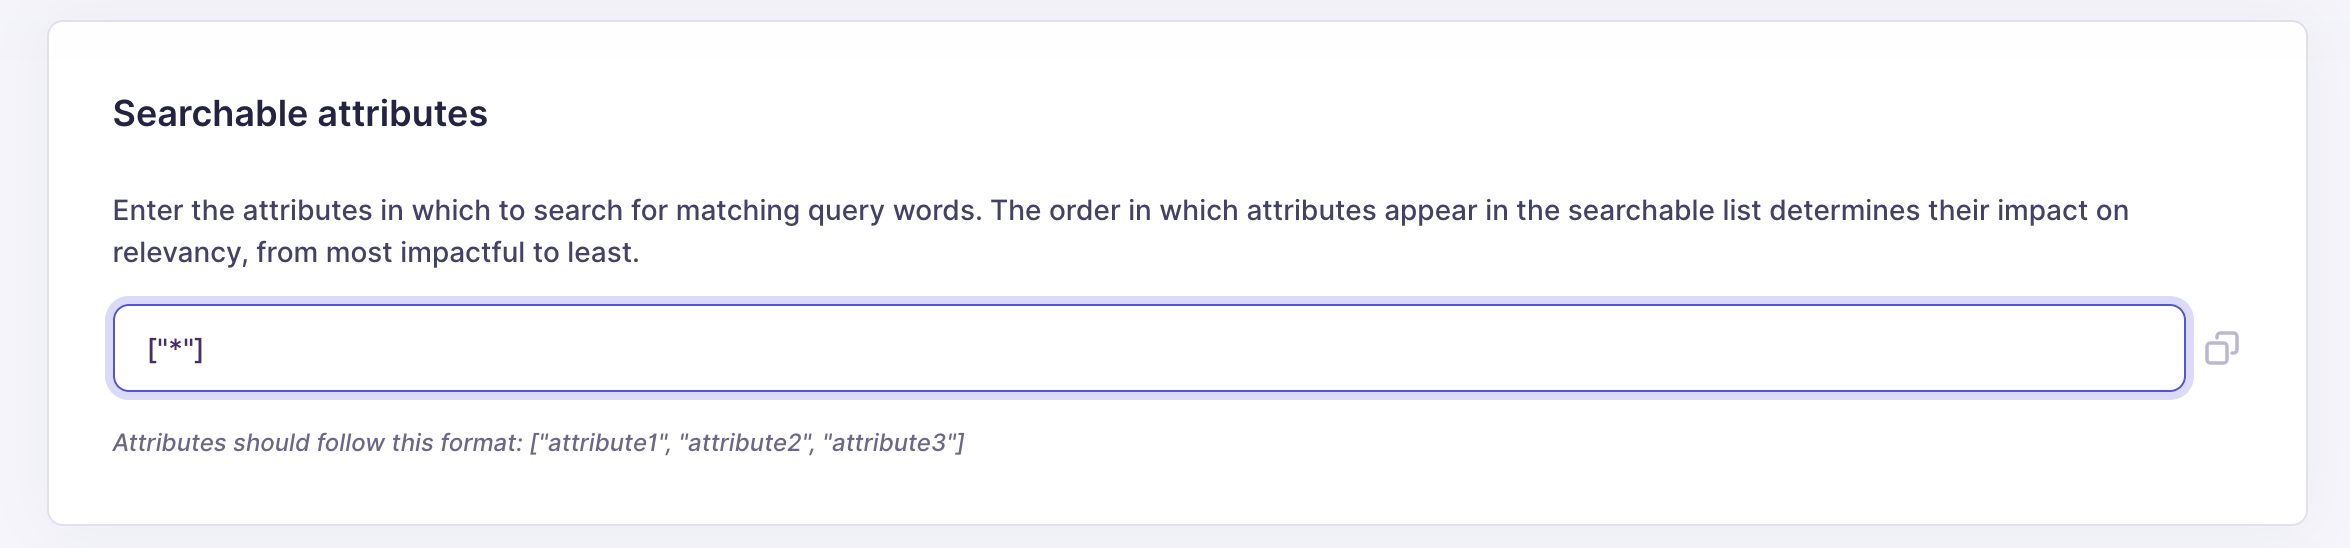 Searchable attributes
Enter the attributes in which to search for matching query words. The order in which attributes appear in the searchable list determines their impact on
relevancy, from most impactful to least.
["*"]
Attributes should follow this format: ["attribute1", "attribute2", "attribute3"]